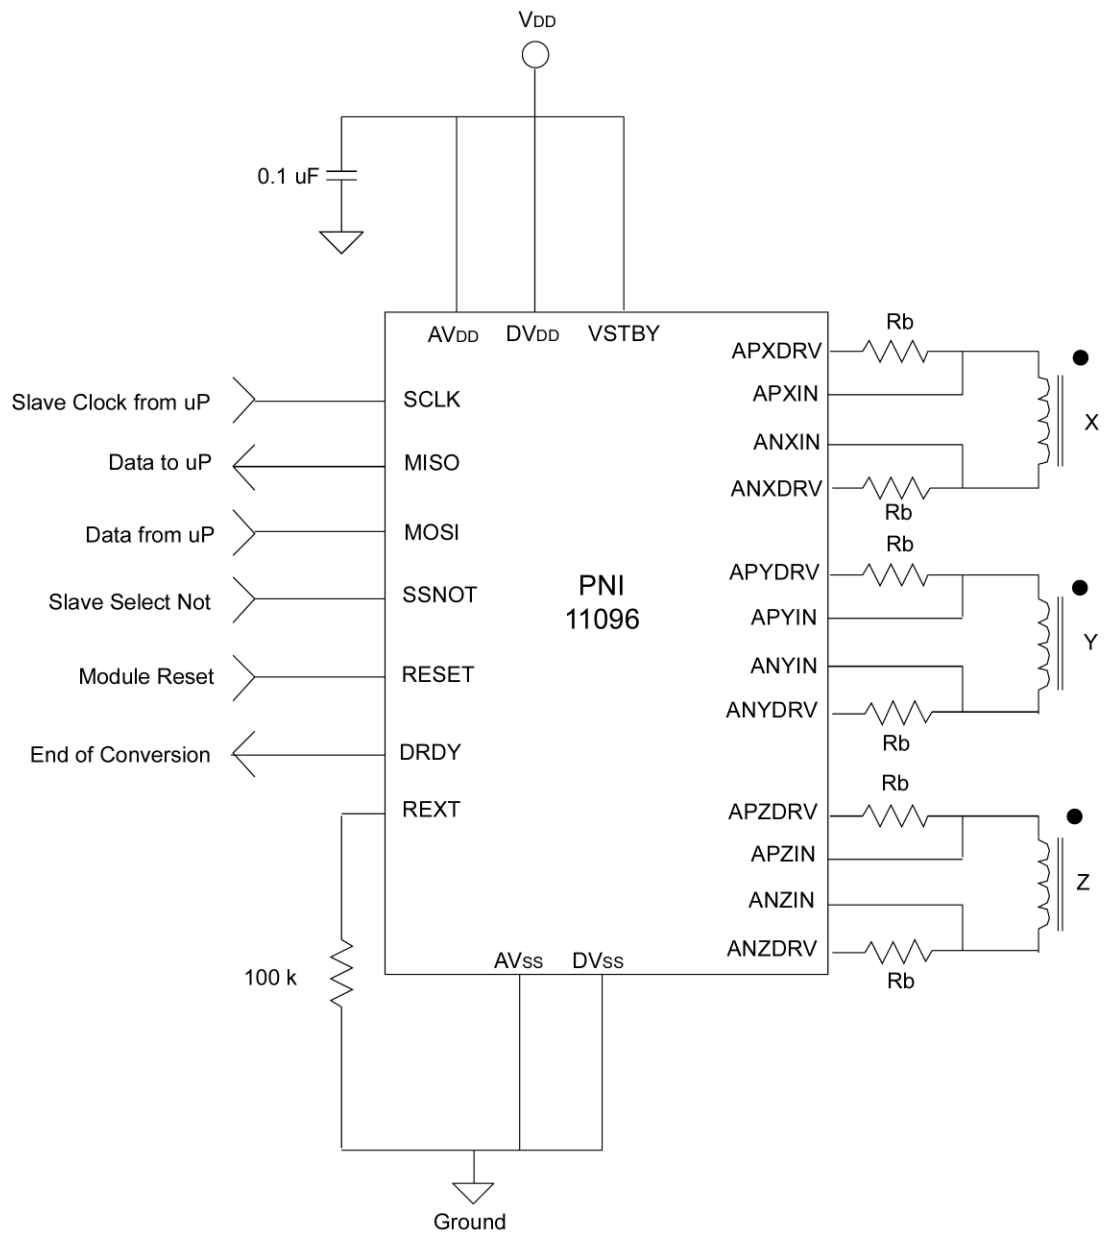 VDD
0.1 uF
AVDD
DVDD
VSTBY
Slave Clock from uP
SCLK
Data to uP
MISO
Data from uP
MOSI
Slave Select Not
SSNOT
Module Reset
RESET
End of Conversion
DRDY
REXT
100 k
PNI
11096
AVSS
DVSS
Ground
APXDRV
Rb
APXIN
ANXIN
ANXDRV
Rb
X
APYDRV
Rb
APYIN
ANYIN
ANYDRV
Rb
Y
APZDRV
Rb
APZIN
ANZIN
ANZDRV
Rb
Z